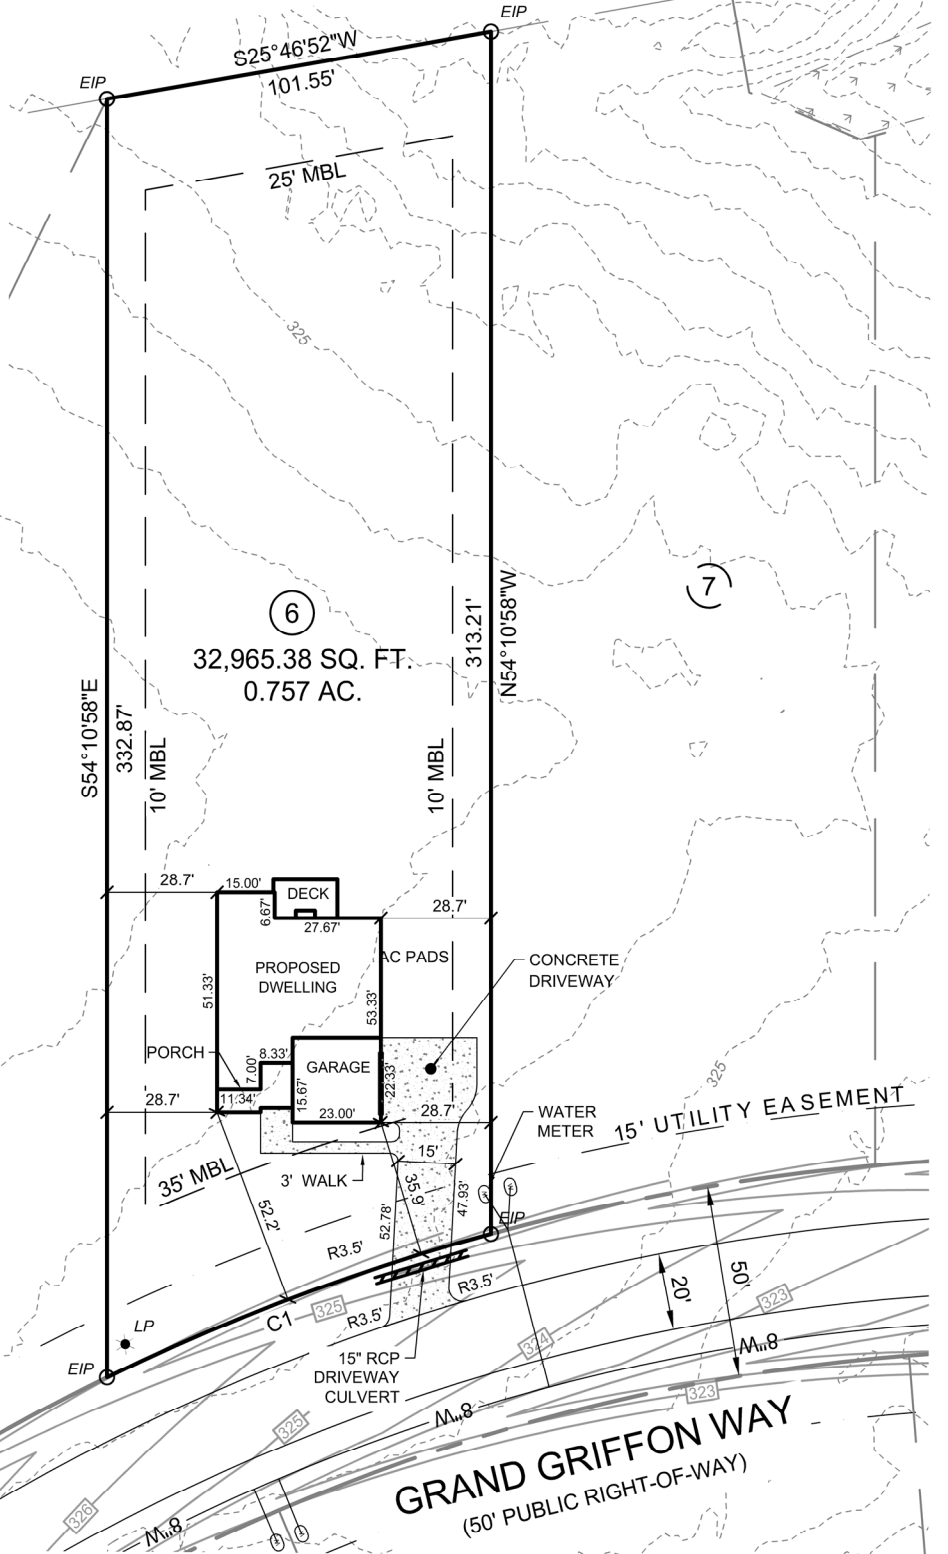 EIP
S25°46'52"W
101.55'
EIP
25' MBL
325
6
32,965.38 SQ. FT.
0.757 AC.
7
313.21'
N54°10'58"W
S54°10'58"E
332.87'
10' MBL
10' MBL
28.7'
15.00'
DECK
6.67'
27.67'
28.7'
AC PADS
CONCRETE
DRIVEWAY
PROPOSED
DWELLING
51.33'
53.33'
PORCH
8.33'
7.00'
GARAGE
22.33'
11.34'
15.67'
23.00'
28.7'
28.7'
WATER
METER
325
15' UTILITY EASEMENT
15'
35' MBL
3' WALK
35.9'
47.93'
52.2'
52.78'
EIP
R3.5'
R3.5'
R3.5'
C1
325
LP
EIP
15" RCP
DRIVEWAY
CULVERT
20'
50'
323
324
8"W
323
325
8"W
326
8"W
GRAND GRIFFON WAY
(50' PUBLIC RIGHT-OF-WAY)